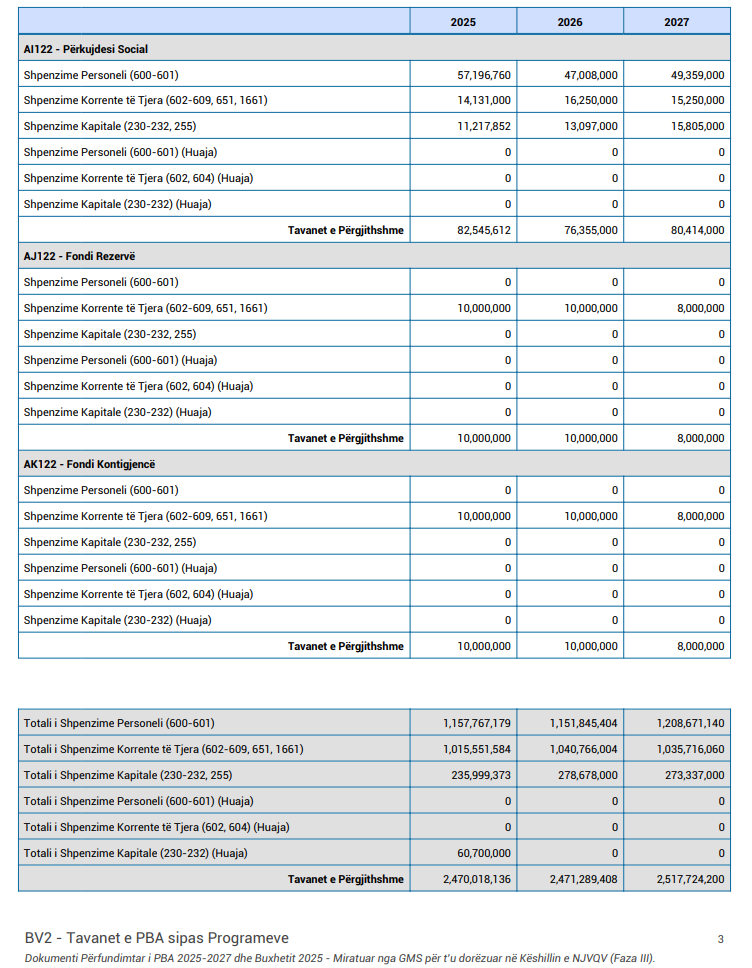 2025 2026 2027
AI122 - Përkujdesi Social
Shpenzime Personeli (600-601) 57,196,760 47,008,000 49,359,000
Shpenzime Korrente të Tjera (602-609, 651, 1661) 14,131,000 16,250,000 15,250,000
Shpenzime Kapitale (230-232, 255) 11,217,852 13,097,000 15,805,000
Shpenzime Personeli (600-601) (Huaja) 0 0 0
Shpenzime Korrente të Tjera (602, 604) (Huaja) 0 0 0
Shpenzime Kapitale (230-232) (Huaja) 0 0 0
Tavanet e Përgjithshme 82,545,612 76,355,000 80,414,000
AJ122 - Fondi Rezervë
Shpenzime Personeli (600-601) 0 0 0
Shpenzime Korrente të Tjera (602-609, 651, 1661) 10,000,000 10,000,000 8,000,000
Shpenzime Kapitale (230-232, 255) 0 0 0
Shpenzime Personeli (600-601) (Huaja) 0 0 0
Shpenzime Korrente të Tjera (602, 604) (Huaja) 0 0 0
Shpenzime Kapitale (230-232) (Huaja) 0 0 0
Tavanet e Përgjithshme 10,000,000 10,000,000 8,000,000
AK122 - Fondi Kontigjencë
Shpenzime Personeli (600-601) 0 0 0
Shpenzime Korrente të Tjera (602-609, 651, 1661) 10,000,000 10,000,000 8,000,000
Shpenzime Kapitale (230-232, 255) 0 0 0
Shpenzime Personeli (600-601) (Huaja) 0 0 0
Shpenzime Korrente të Tjera (602, 604) (Huaja) 0 0 0
Shpenzime Kapitale (230-232) (Huaja) 0 0 0
Tavanet e Përgjithshme 10,000,000 10,000,000 8,000,000
Totali i Shpenzime Personeli (600-601) 1,157,767,179 1,151,845,404 1,208,671,140
Totali i Shpenzime Korrente të Tjera (602-609, 651, 1661) 1,015,551,584 1,040,766,004 1,035,716,060
Totali i Shpenzime Kapitale (230-232, 255) 235,999,373 278,678,000 273,337,000
Totali i Shpenzime Personeli (600-601) (Huaja) 0 0 0
Totali i Shpenzime Korrente të Tjera (602, 604) (Huaja) 0 0 0
Totali i Shpenzime Kapitale (230-232) (Huaja) 60,700,000 0 0
Tavanet e Përgjithshme 2,470,018,136 2,471,289,408 2,517,724,200
BV2 - Tavanet e PBA sipas Programeve 3
Dokumenti Përfundimtar i PBA 2025-2027 dhe Buxhetit 2025 - Miratuar nga GMS për t'u dorëzuar në Këshillin e NJVQV (Faza III).